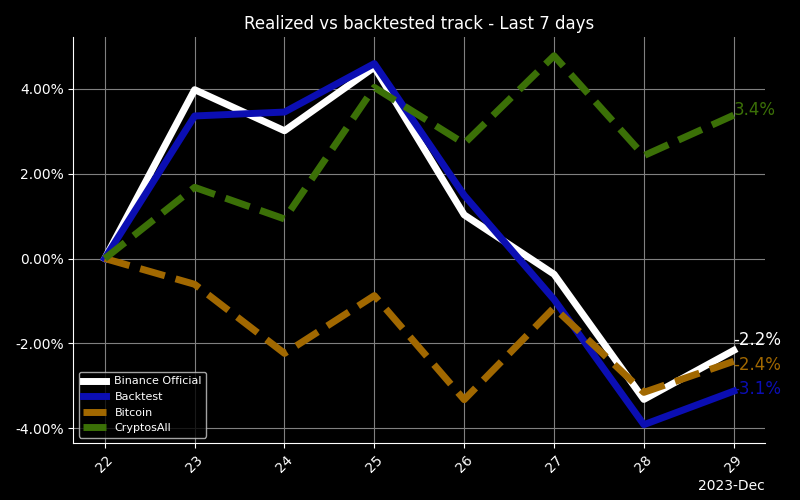 Realized vs backtested track - Last 7 days
4.00%
2.00%
0.00%
-2.00%
-4.00%
3.4%
-2.2%
-2.4%
-3.1%
Binance Official
Backtest
Bitcoin
CryptosAll
22 23 24 25 26 27 28 29
2023-Dec